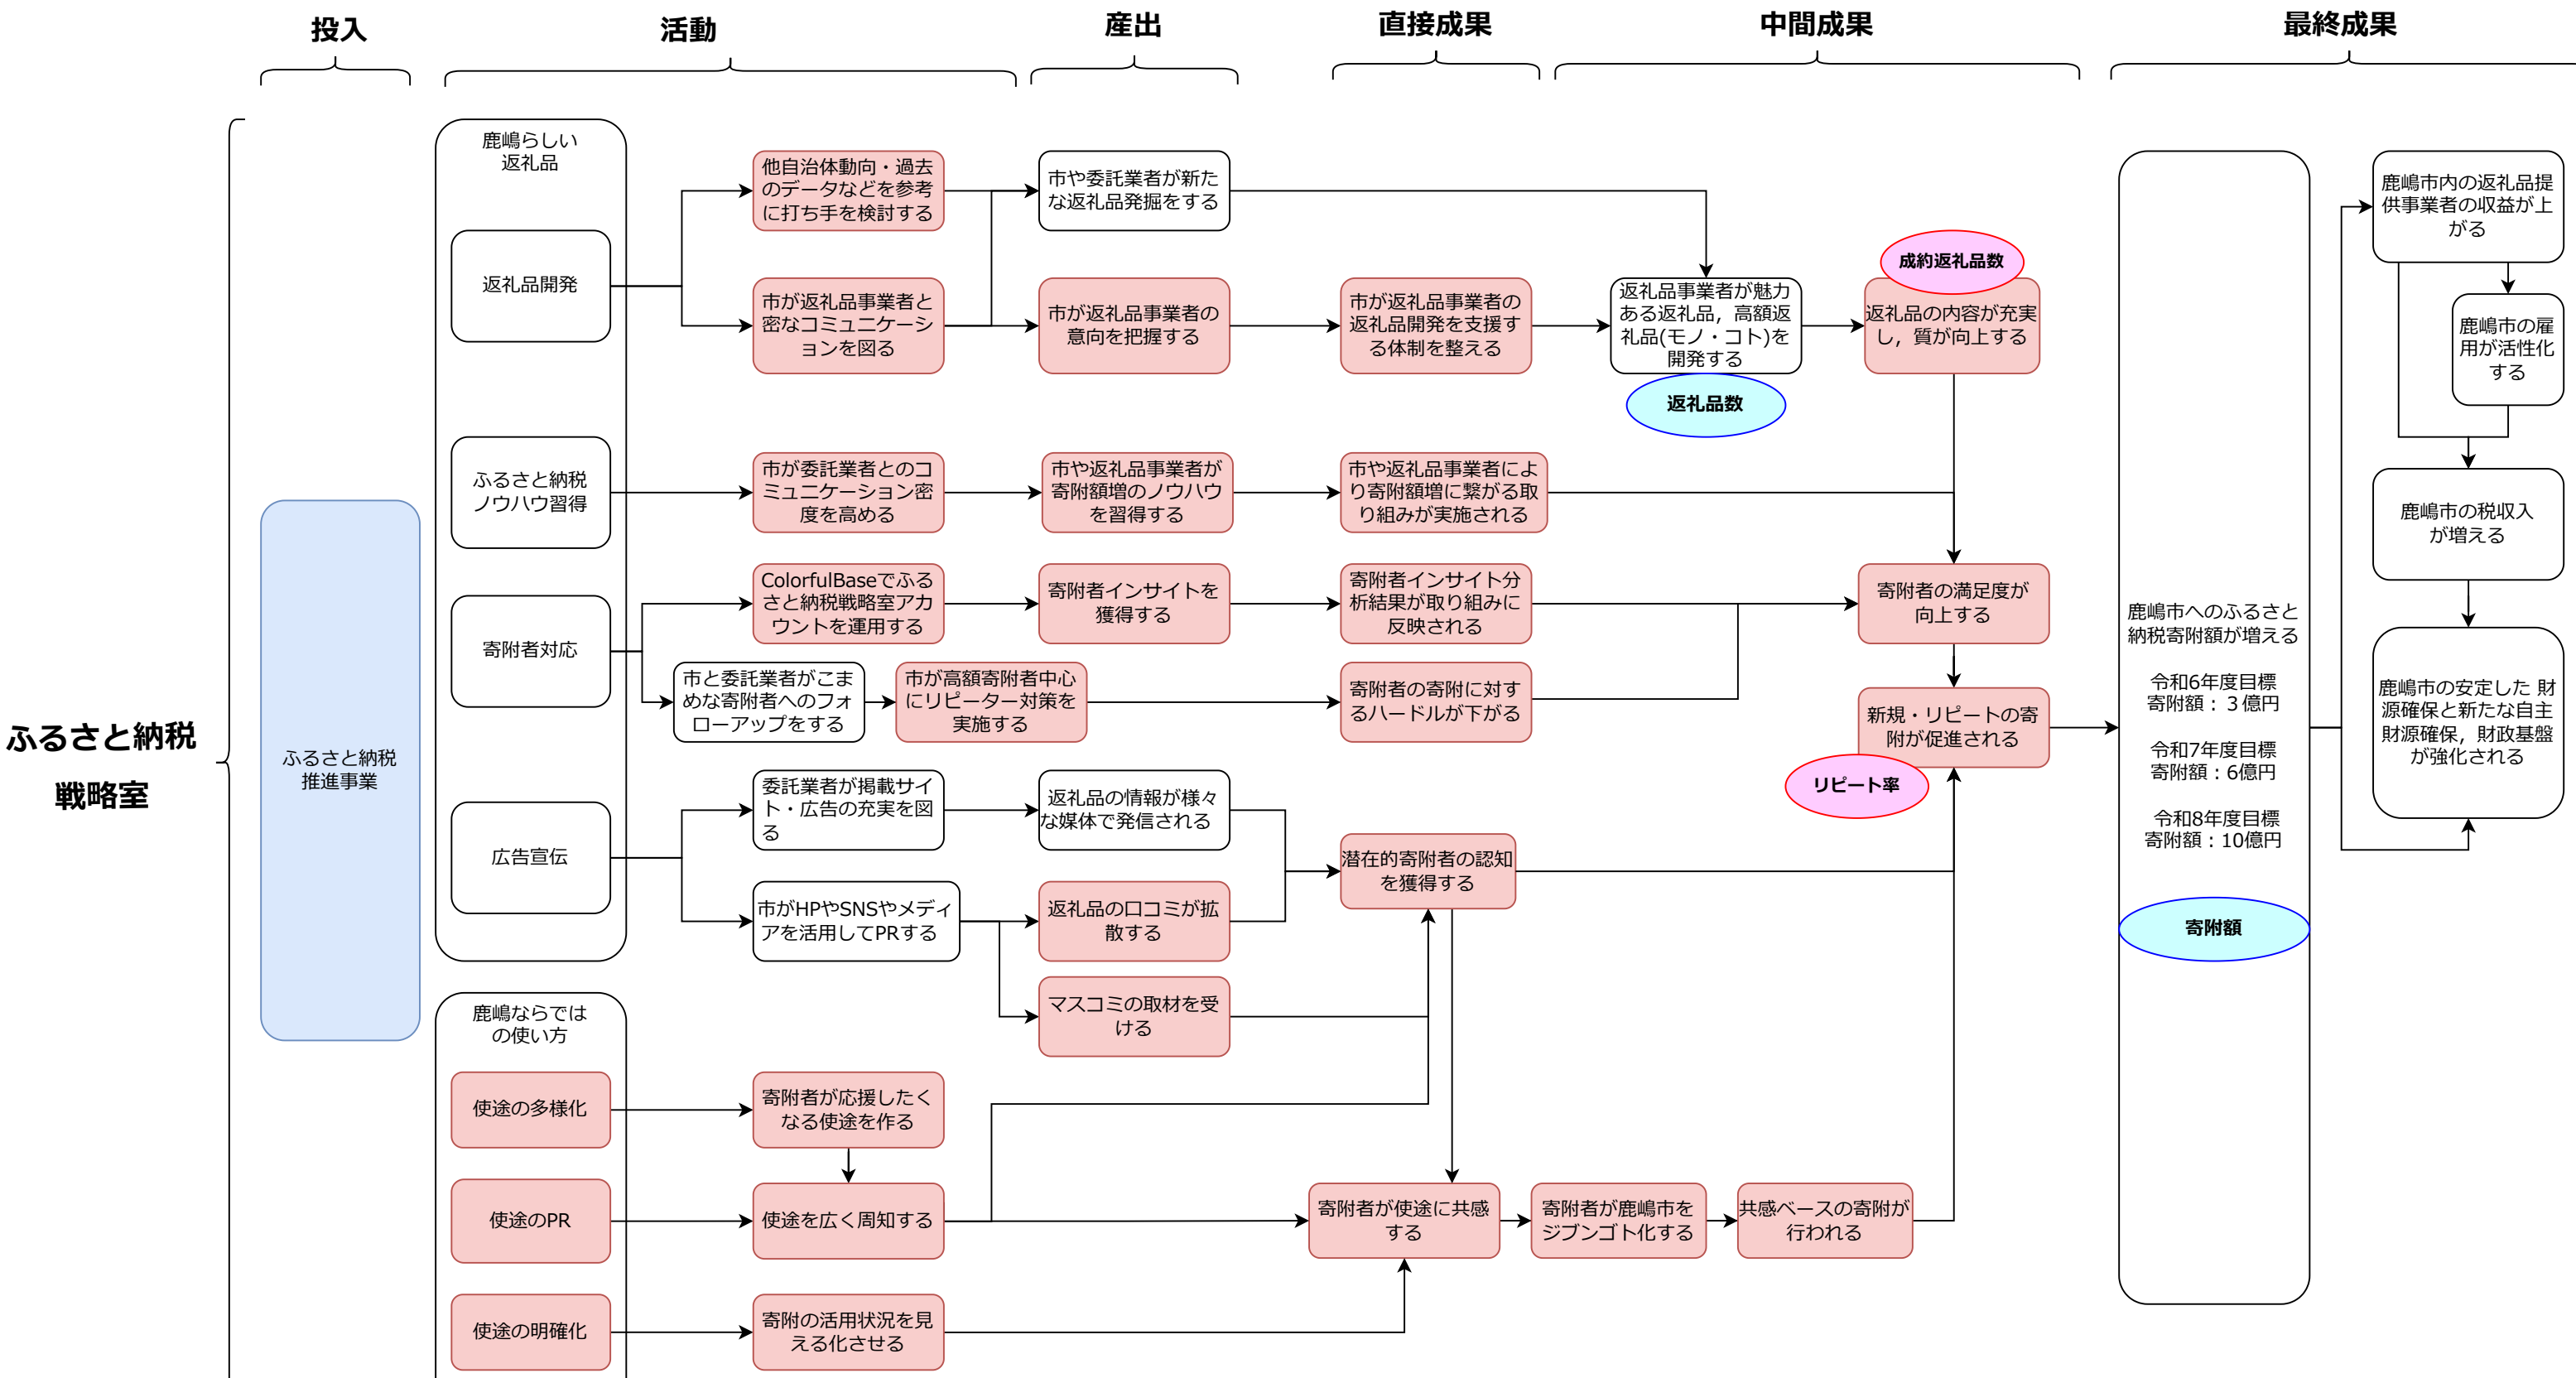 投入
活動
産出
直接成果
中間成果
最終成果
ふるさと納税
戦略室
ふるさと納税
推進事業
鹿嶋らしい
返礼品
返礼品開発
他自治体動向・過去
のデータなどを参考
に打ち手を検討する
市や委託業者が新た
な返礼品発掘をする
市が返礼品事業者と
密なコミュニケーシ
ョンを図る
市が返礼品事業者の
意向を把握する
市が返礼品事業者の
返礼品開発を支援す
る体制を整える
返礼品事業者が魅力
ある返礼品，高額返
礼品(モノ・コト)を
開発する
返礼品数
成約返礼品数
返礼品の内容が充実
し，質が向上する
ふるさと納税
ノウハウ習得
市が委託業者とのコ
ミュニケーション密
度を高める
市や返礼品事業者が
寄附額増のノウハウ
を習得する
市や返礼品事業者によ
り寄附額増に繋がる取
り組みが実施される
寄附者対応
ColorfulBaseでふる
さと納税戦略室アカ
ウントを運用する
寄附者インサイトを
獲得する
寄附者インサイト分
析結果が取り組みに
反映される
寄附者の満足度が
向上する
市と委託業者がこま
めな寄附者へのフォ
ローアップをする
市が高額寄附者中心
にリピーター対策を
実施する
寄附者の寄附に対す
るハードルが下がる
新規・リピートの寄
附が促進される
リピート率
広告宣伝
委託業者が掲載サイ
ト・広告の充実を図
る
返礼品の情報が様々
な媒体で発信される
市がHPやSNSやメディ
アを活用してPRする
返礼品の口コミが拡
散する
マスコミの取材を受
ける
潜在的寄附者の認知
を獲得する
鹿嶋ならでは
の使い方
使途の多様化
寄附者が応援したく
なる使途を作る
使途のPR
使途を広く周知する
寄附者が使途に共感
する
寄附者が鹿嶋市を
ジブンゴト化する
共感ベースの寄附が
行われる
使途の明確化
寄附の活用状況を見
える化させる
鹿嶋市へのふるさと
納税寄附額が増える
令和6年度目標
寄附額：３億円
令和7年度目標
寄附額：6億円
令和8年度目標
寄附額：10億円
寄附額
鹿嶋市内の返礼品提
供事業者の収益が上
がる
鹿嶋市の雇
用が活性化
する
鹿嶋市の税収入
が増える
鹿嶋市の安定した 財
源確保と新たな自主
財源確保，財政基盤
が強化される